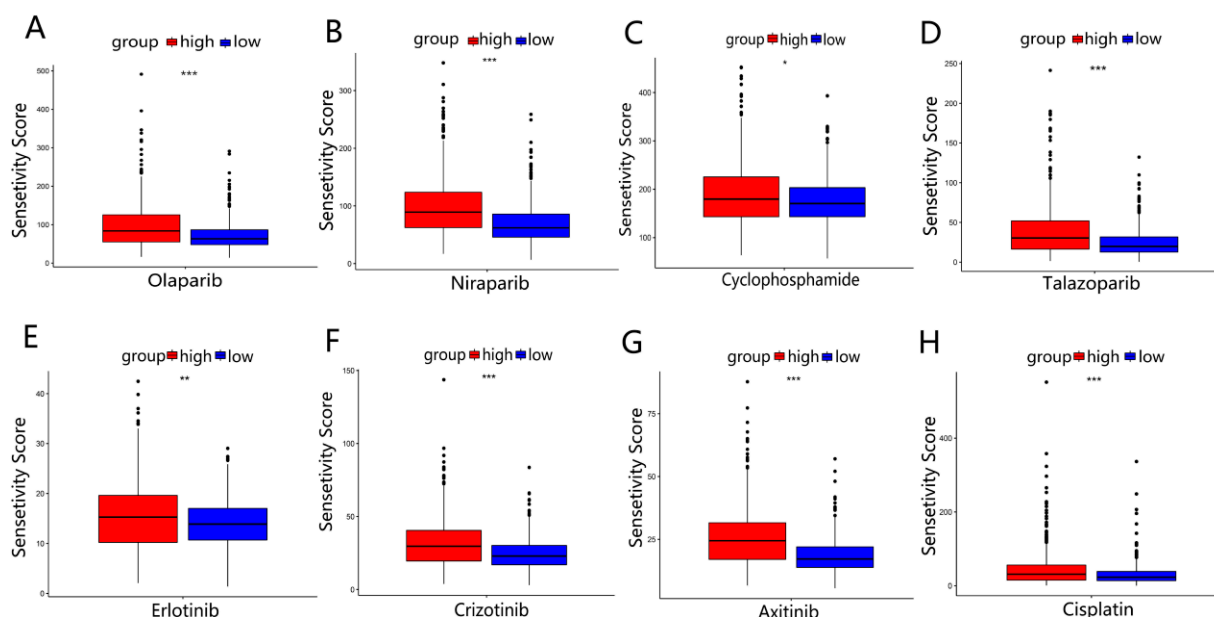 A
group high low
***
Sensetivity Score
500
400
300
200
100
0
Olaparib
B
group high low
***
Sensetivity Score
300
200
100
0
Niraparib
C
group high low
*
Sensetivity Score
400
300
200
100
Cyclophosphamide
D
group high low
***
Sensetivity Score
250
200
150
100
50
0
Talazoparib
E
group high low
**
Sensetivity Score
40
30
20
10
0
Erlotinib
F
group high low
***
Sensetivity Score
150
100
50
0
Crizotinib
G
group high low
***
Sensetivity Score
75
50
25
Axitinib
H
group high low
***
Sensetivity Score
400
200
0
Cisplatin